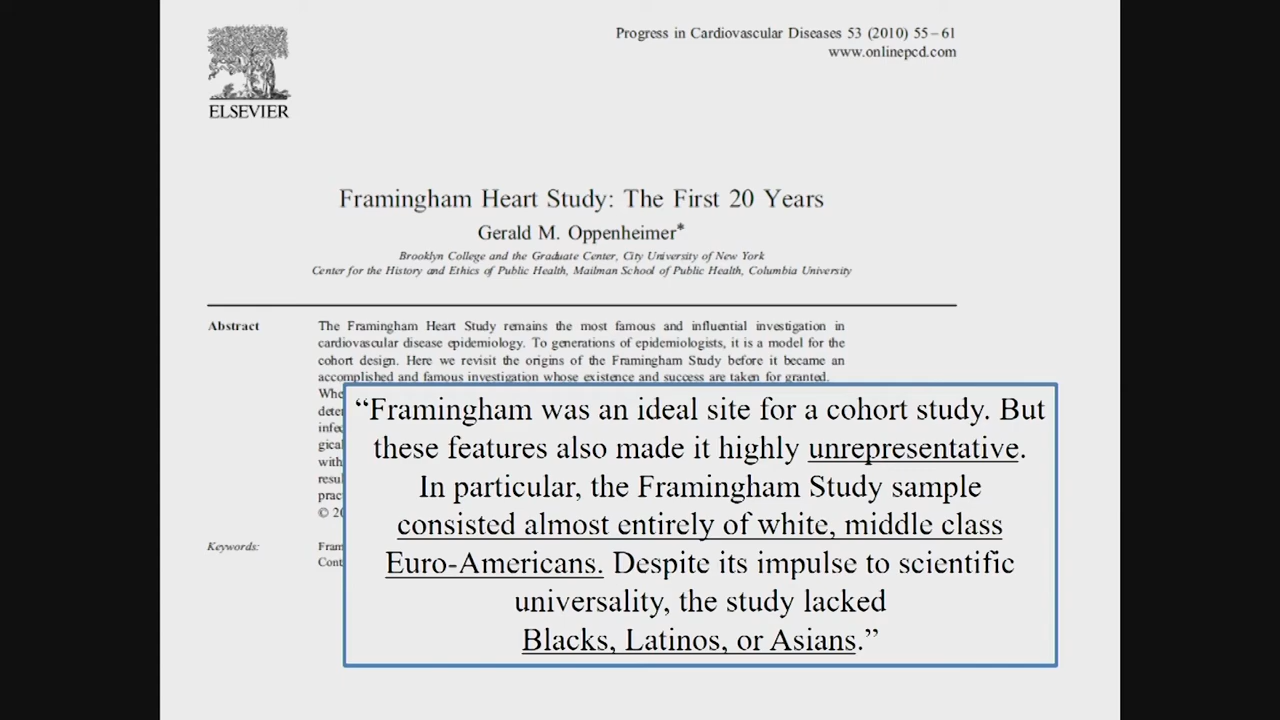 Progress in Cardiovascular Diseases 53 (2010) 55–61
www.onlinepcd.com
ELSEVIER
Framingham Heart Study: The First 20 Years
Gerald M. Oppenheimer*
Brooklyn College and the Graduate Center, City University of New York
Center for the History and Ethics of Public Health, Mailman School of Public Health, Columbia University
Abstract
The Framingham Heart Study remains the most famous and influential investigation in
cardiovascular disease epidemiology. To generations of epidemiologists, it is a model for the
cohort design. Here we revisit the origins of the Framingham Study before it became an
accomplished and famous investigation whose existence and success are taken for granted.
“Framingham was an ideal site for a cohort study. But
these features also made it highly unrepresentative.
In particular, the Framingham Study sample
consisted almost entirely of white, middle class
Euro-Americans. Despite its impulse to scientific
universality, the study lacked
Blacks, Latinos, or Asians.”
with
© 20
Keywords: